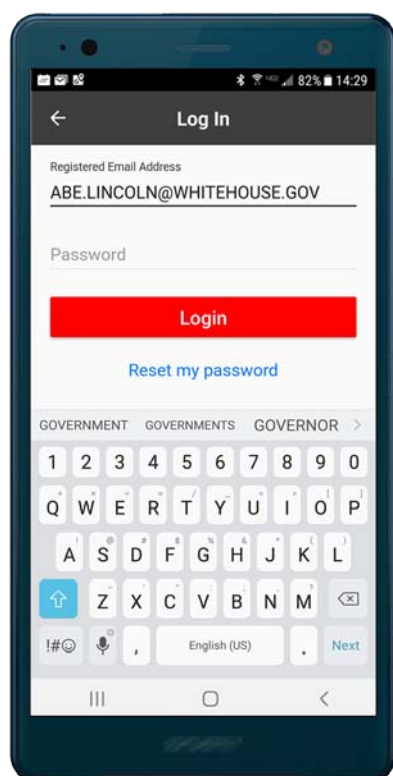 82% 14:29
Log In
Registered Email Address
ABE.LINCOLN@WHITEHOUSE.GOV
Password
Login
Reset my password
GOVERNMENT GOVERNMENTS GOVERNOR >
1 2 3 4 5 6 7 8 9 0
Q W E R T Y U I O P
A S D F G H J K L
Z X C V B N M
!#☺ , English (US) . Next